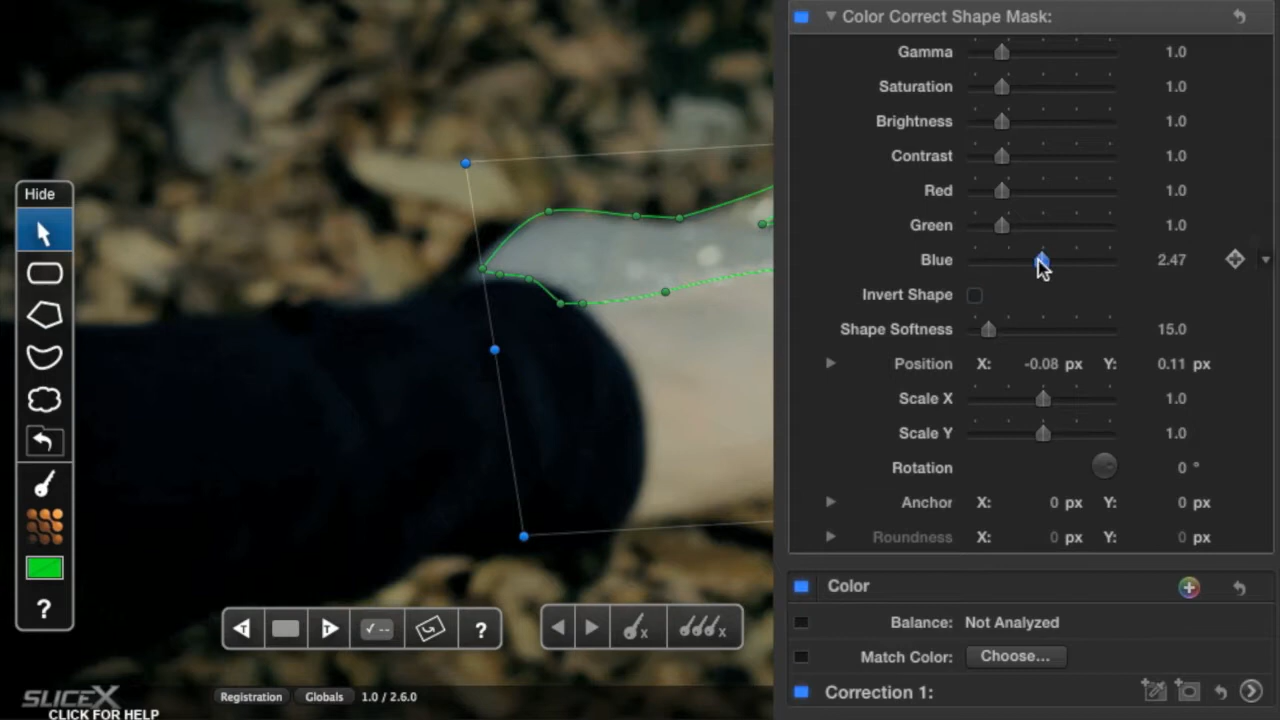 Color Correct Shape Mask:
Gamma 1.0
Saturation 1.0
Brightness 1.0
Contrast 1.0
Red 1.0
Green 1.0
Blue 2.47
Invert Shape
Shape Softness 15.0
Position X: -0.08 px Y: 0.11 px
Scale X 1.0
Scale Y 1.0
Rotation 0 °
Anchor X: 0 px Y: 0 px
Roundness X: 0 px Y: 0 px
Color
Balance: Not Analyzed
Match Color: Choose...
Correction 1:
Hide
?
T T ✓-- ? x x
SLICEX Registration Globals 1.0 / 2.6.0
CLICK FOR HELP